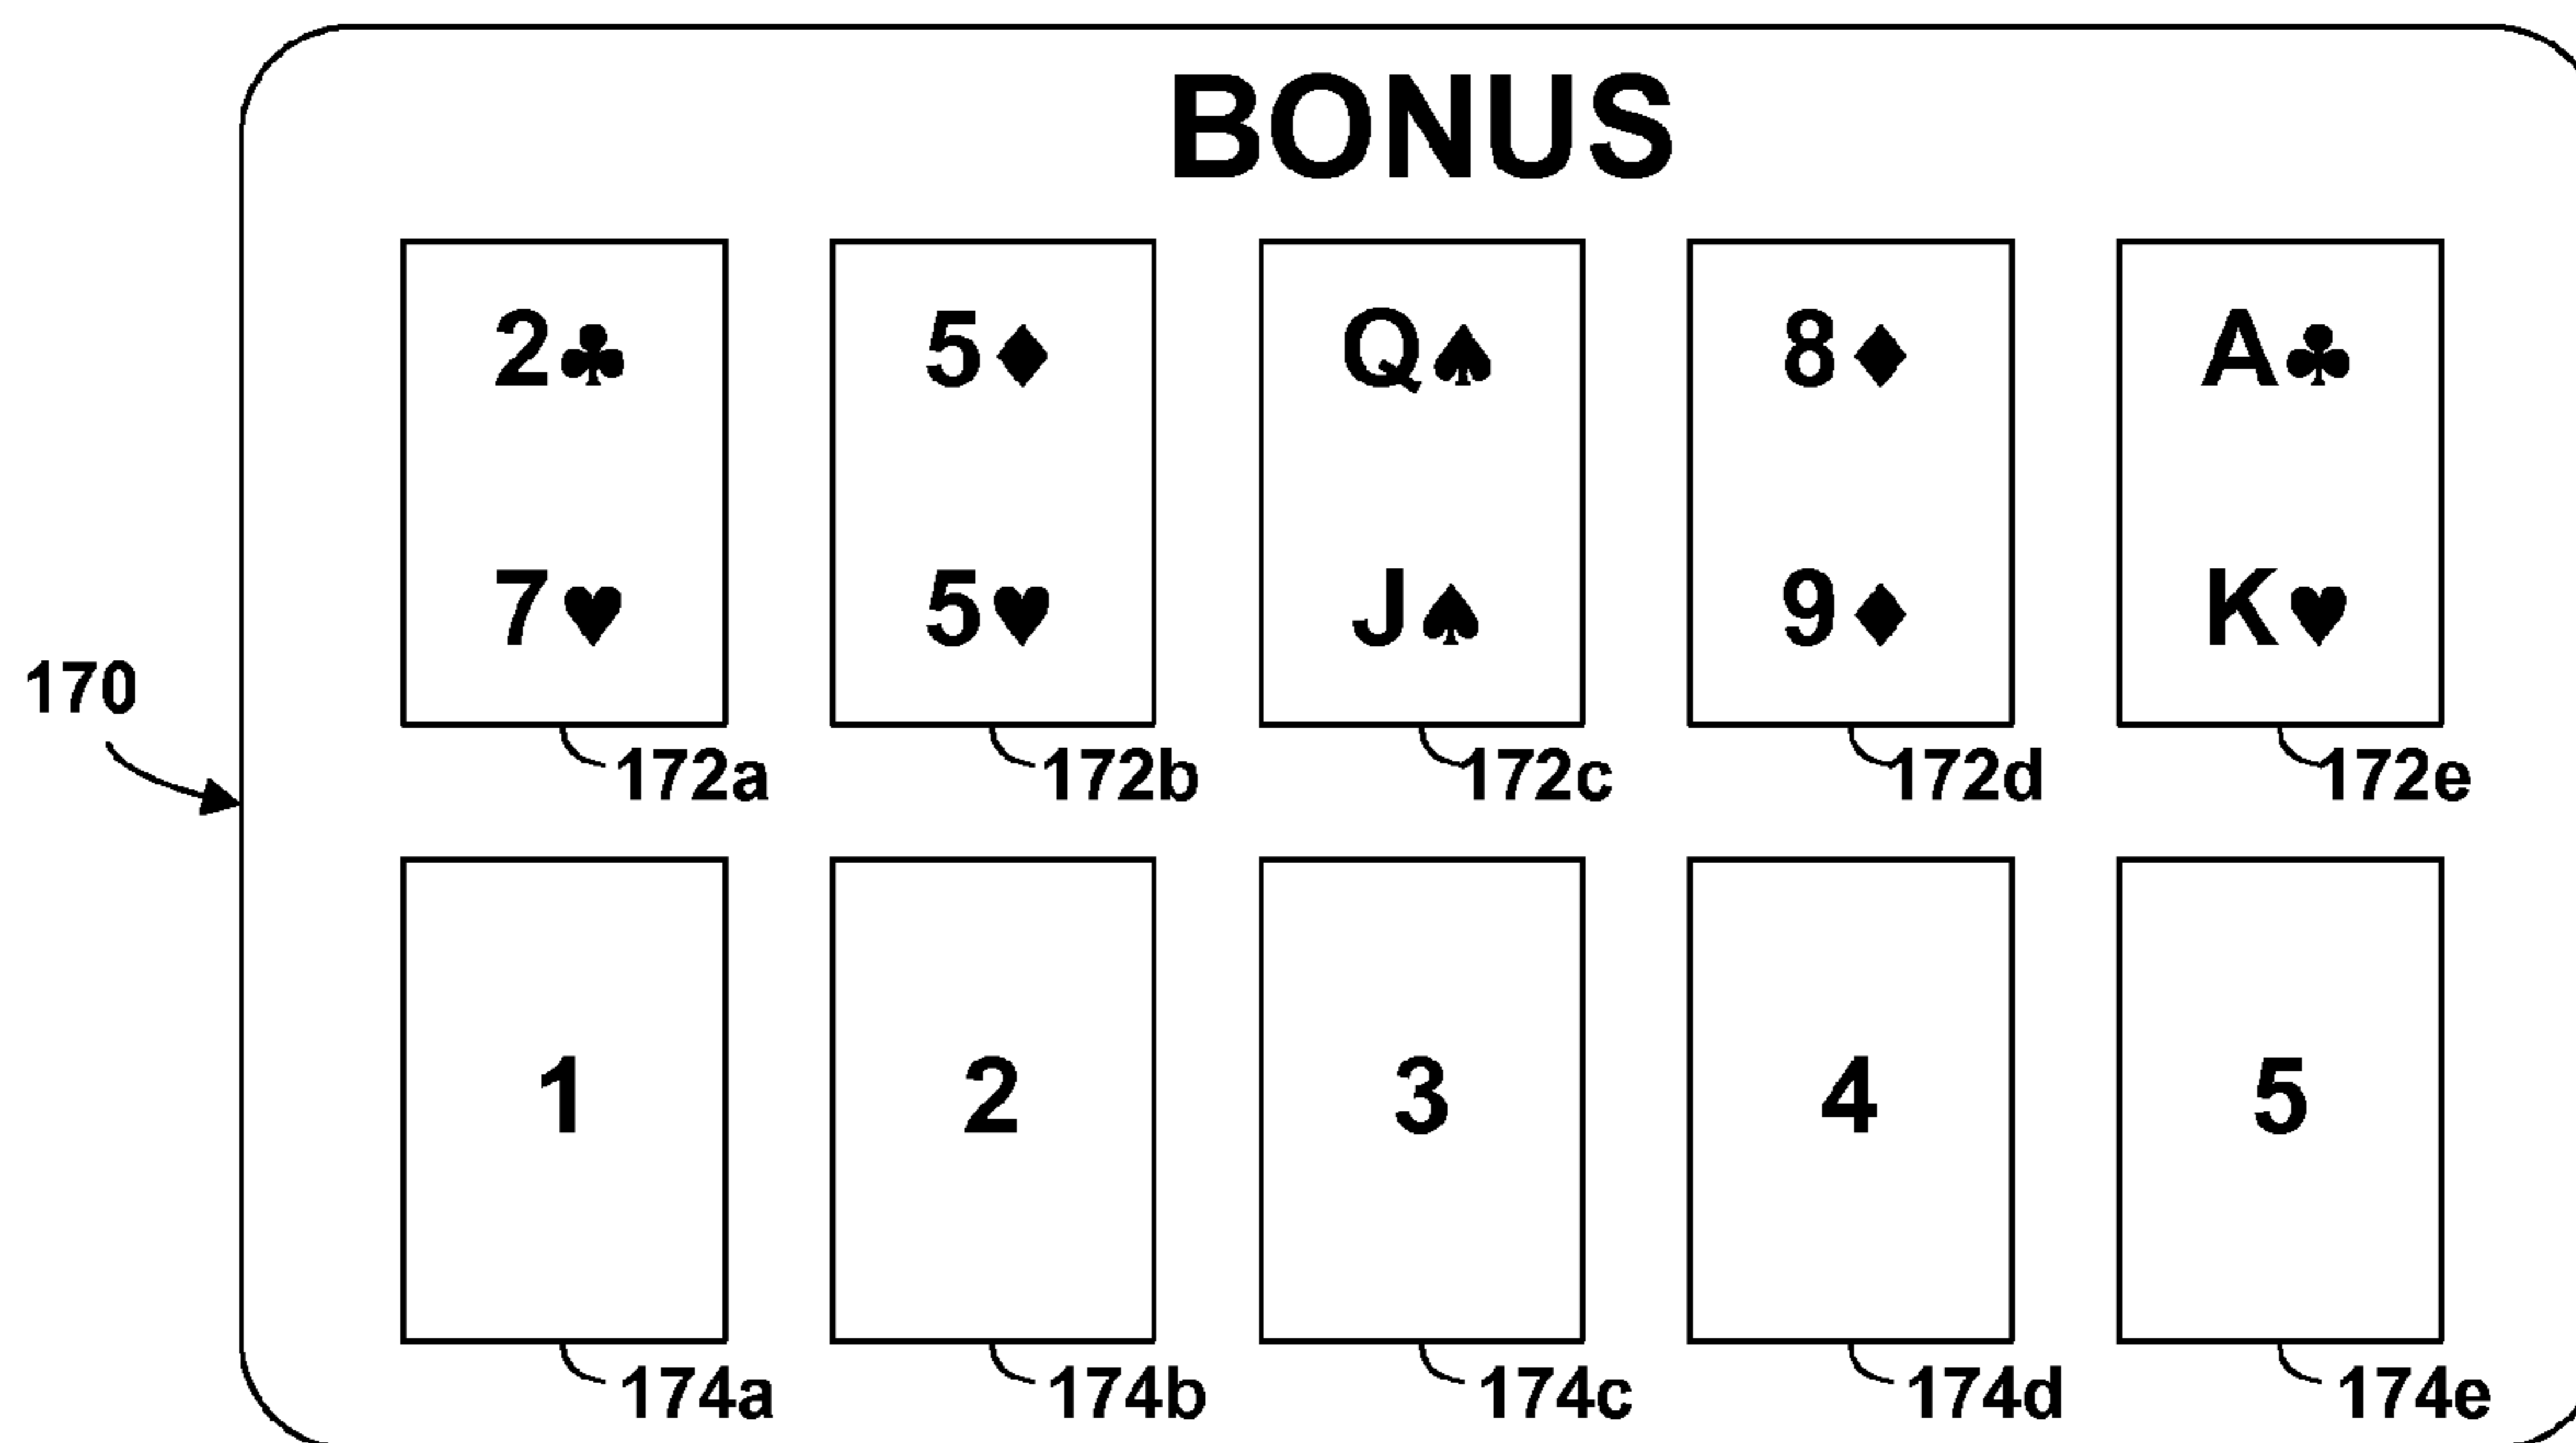 BONUS
2♣ 5♦ Q♠ 8♦ A♣
7♥ 5♥ J♠ 9♦ K♥
170
172a 172b 172c 172d 172e
1 2 3 4 5
174a 174b 174c 174d 174e